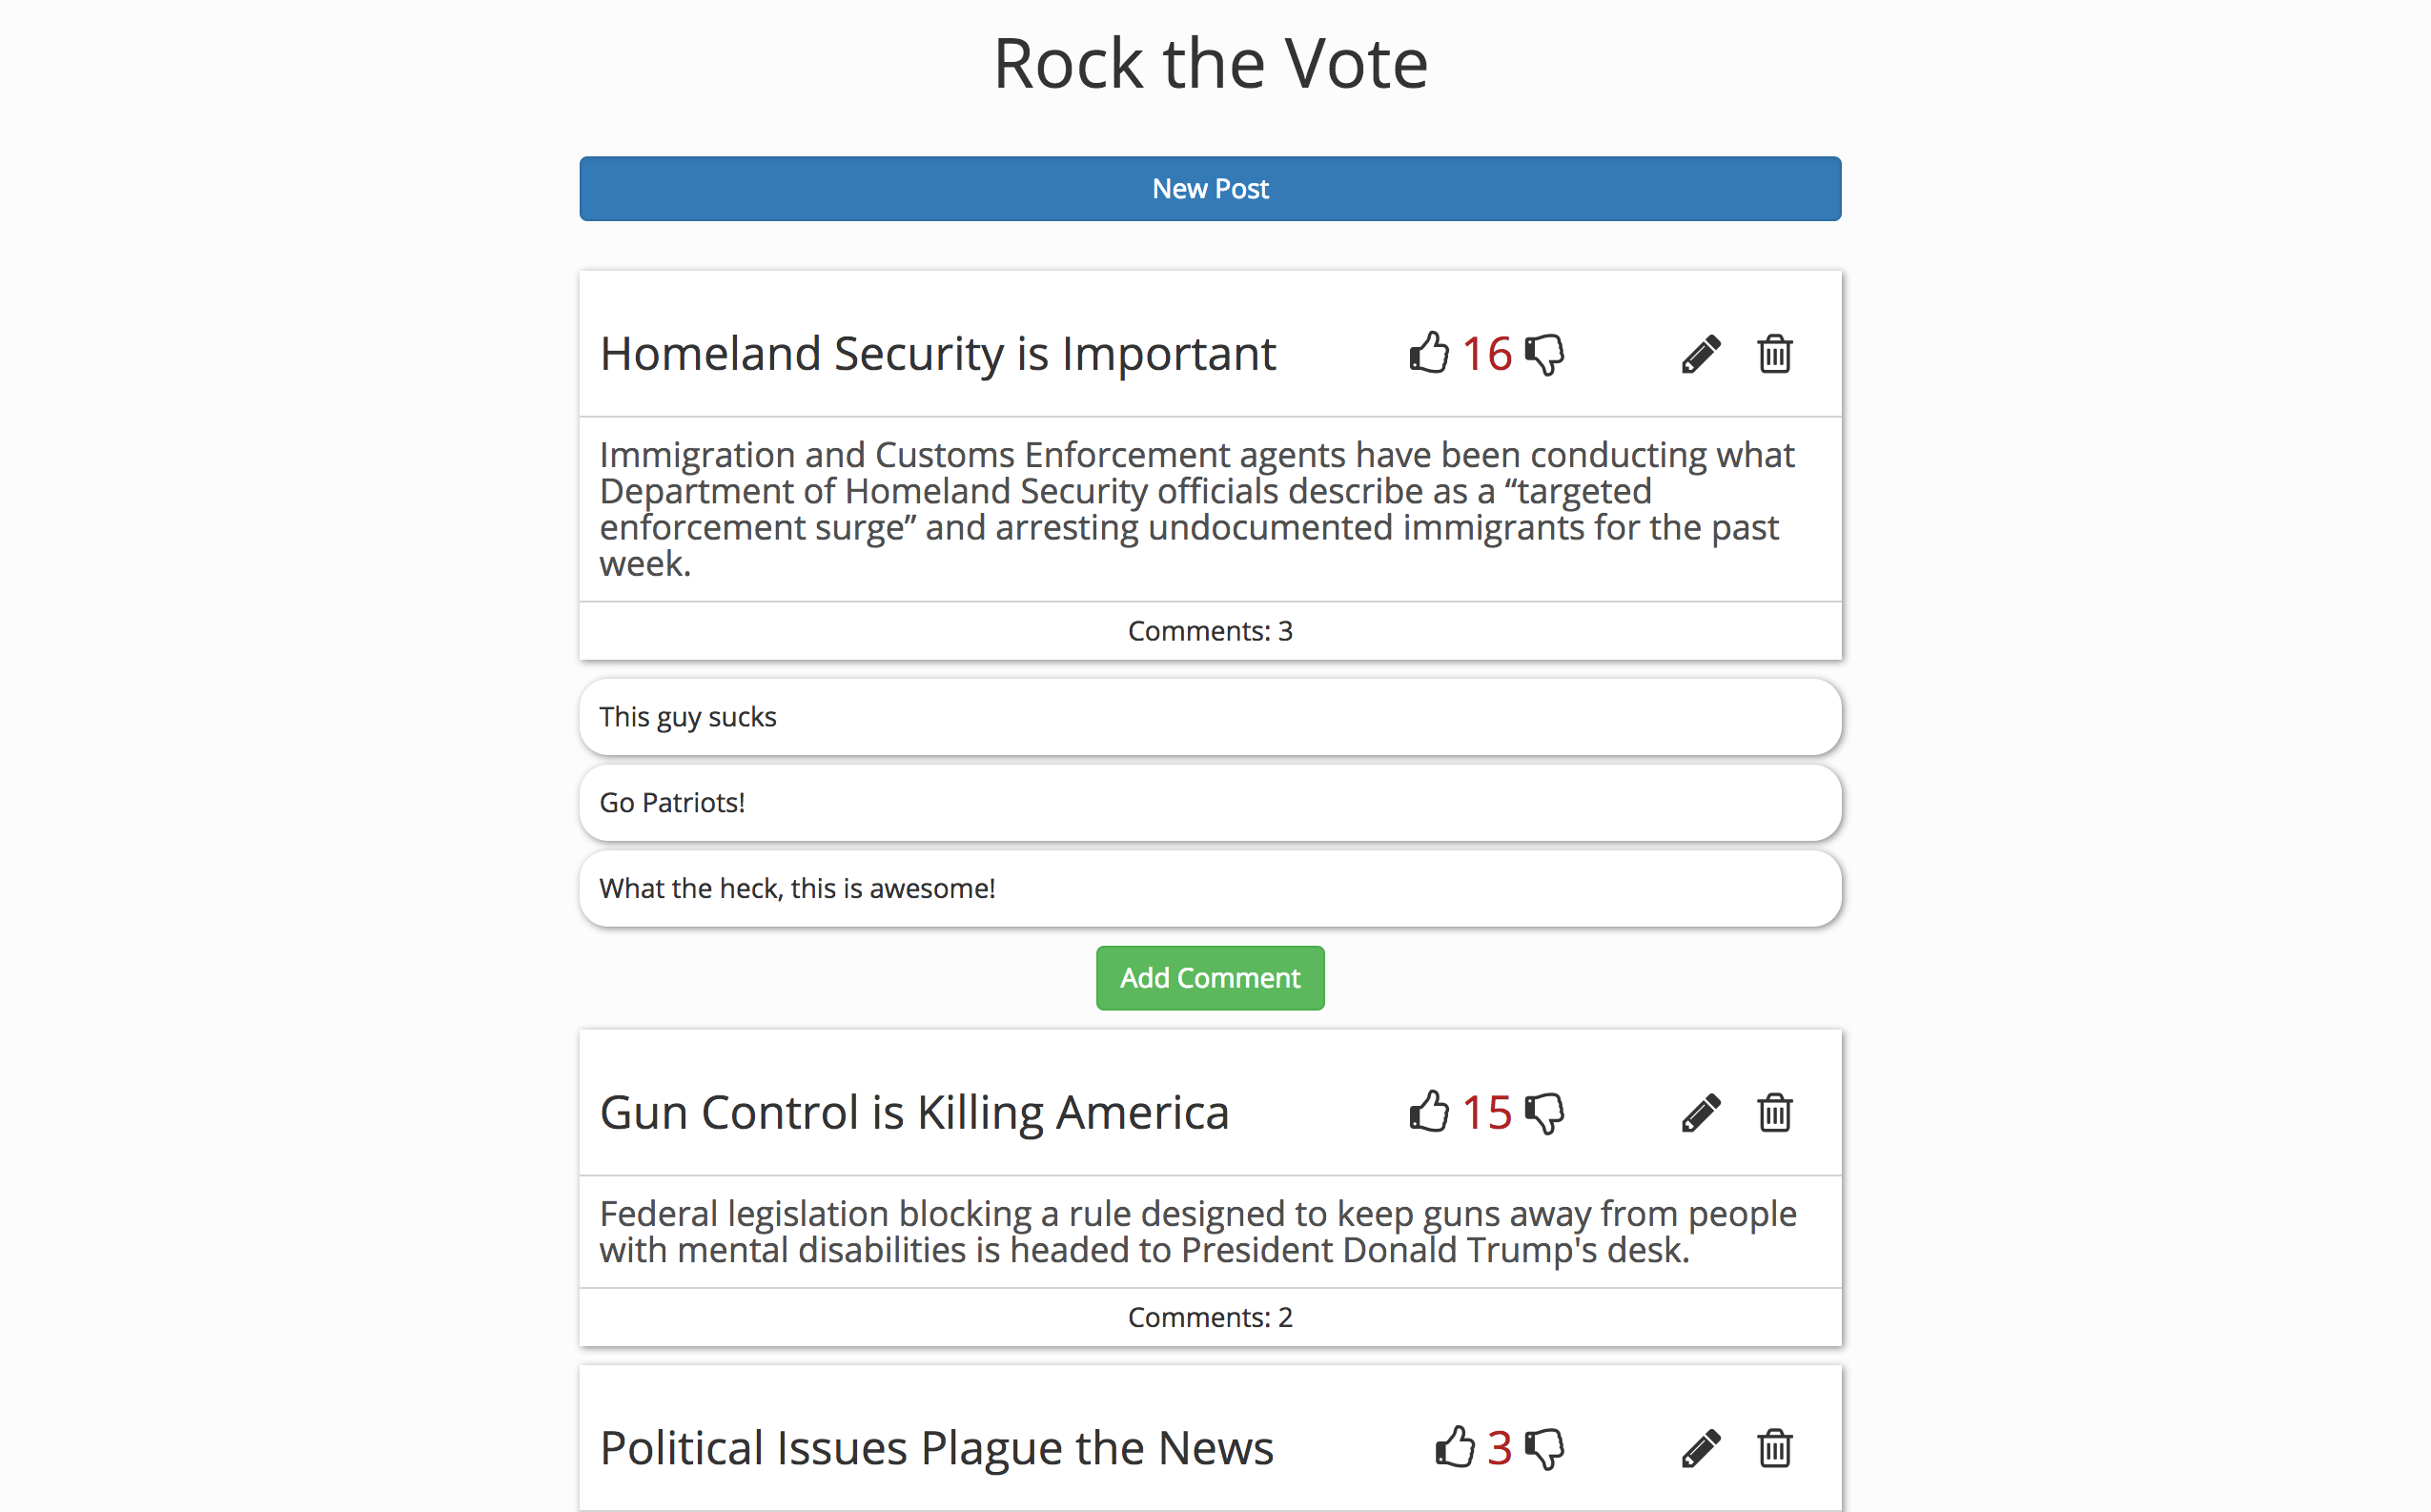 Rock the Vote
New Post
Homeland Security is Important 16
Immigration and Customs Enforcement agents have been conducting what
Department of Homeland Security officials describe as a “targeted
enforcement surge” and arresting undocumented immigrants for the past
week.
Comments: 3
This guy sucks
Go Patriots!
What the heck, this is awesome!
Add Comment
Gun Control is Killing America 15
Federal legislation blocking a rule designed to keep guns away from people
with mental disabilities is headed to President Donald Trump's desk.
Comments: 2
Political Issues Plague the News 3